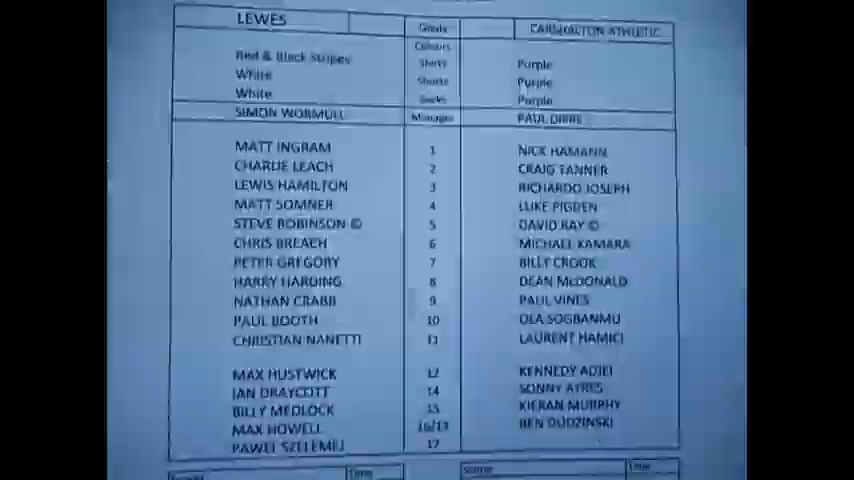 LEWES Goals CARSHALTON ATHLETIC
Colours
Red & Black Stripes Shirts Purple
White Shorts Purple
White Socks Purple
SIMON WORMULL Manager PAUL
MATT INGRAM 1 NICK HAMANN
CHARLIE LEACH 2 CRAIG TANNER
LEWIS HAMILTON 3 RICHARDO JOSEPH
MATT SOMNER 4 LUKE PIGDEN
STEVE ROBINSON © 5 DAVID RAY ©
CHRIS BREACH 6 MICHAEL KAMARA
PETER GREGORY 7 BILLY CROOK
HARRY HARDING 8 DEAN McDONALD
NATHAN CRABB 9 PAUL VINES
PAUL BOOTH 10 OLA SOGBANMU
CHRISTIAN NANETTI 11 LAURENT HAMICI
MAX HUSTWICK 12 KENNEDY ADJEI
IAN DRAYCOTT 14 SONNY AYRES
BILLY MEDLOCK 15 KIERAN MURPHY
MAX HOWELL 16/17 BEN DUDZINSKI
PAWEL SZELEMEJ 17
Time Time